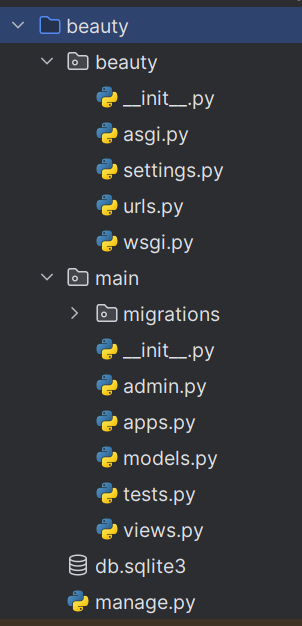 beauty
beauty
__init__.py
asgi.py
settings.py
urls.py
wsgi.py
main
migrations
__init__.py
admin.py
apps.py
models.py
tests.py
views.py
db.sqlite3
manage.py